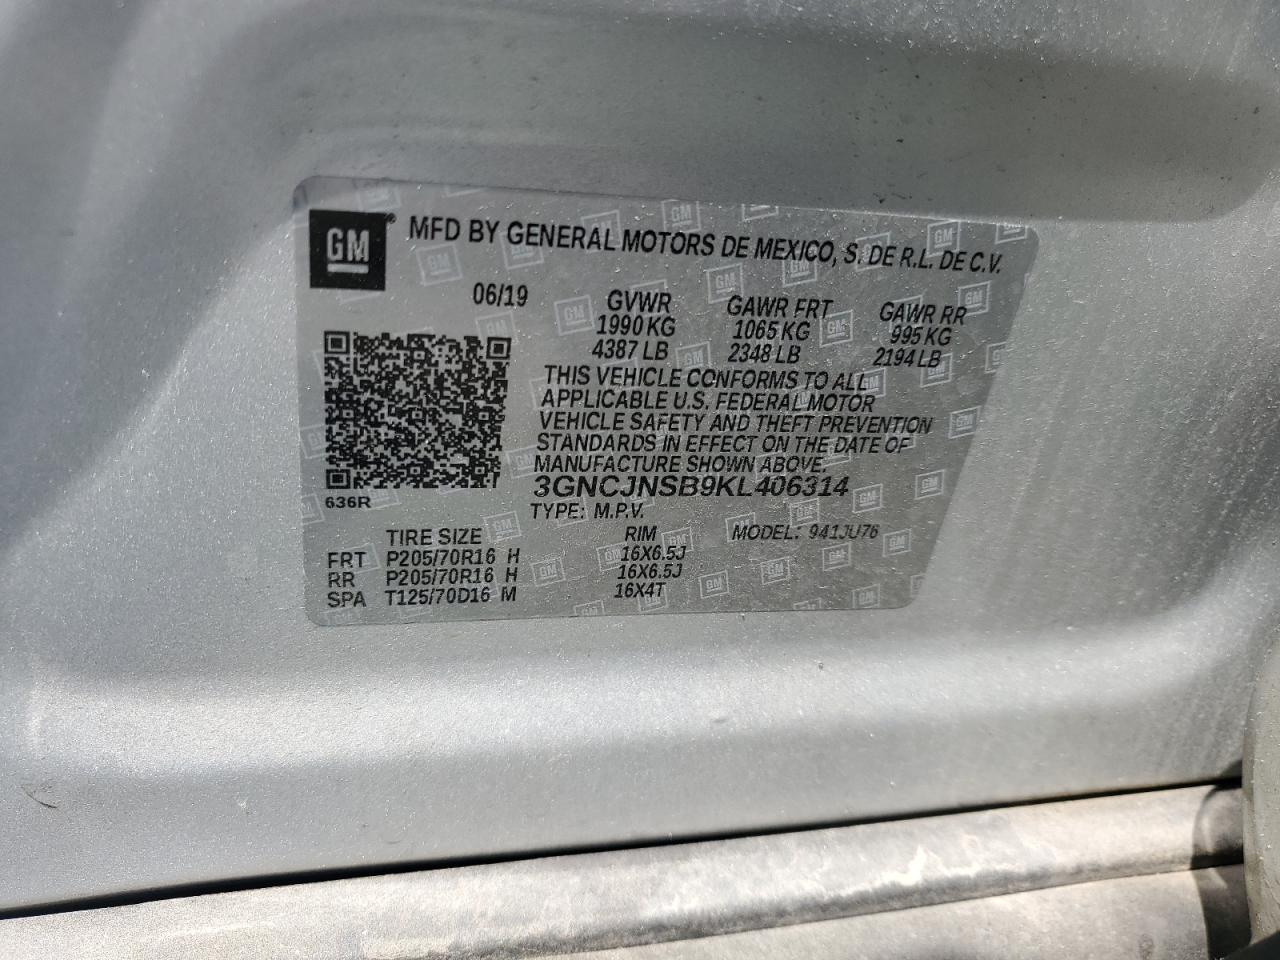 GM® MFD BY GENERAL MOTORS DE MEXICO, S. DE R.L. DE C.V.
06/19 GVWR GAWR FRT GAWR RR
1990 KG 1065 KG 995 KG
4387 LB 2348 LB 2194 LB
THIS VEHICLE CONFORMS TO ALL
APPLICABLE U.S. FEDERAL MOTOR
VEHICLE SAFETY AND THEFT PREVENTION
STANDARDS IN EFFECT ON THE DATE OF
MANUFACTURE SHOWN ABOVE.
3GNCJNSB9KL406314
636R
TYPE: M.P.V.
TIRE SIZE RIM MODEL: 941JU76
FRT P205/70R16 H 16X6.5J
RR P205/70R16 H 16X6.5J
SPA T125/70D16 M 16X4T